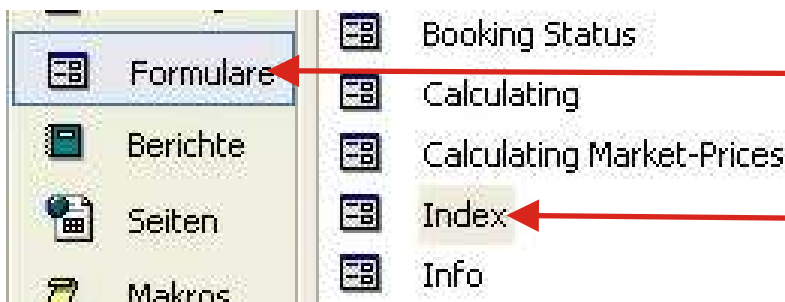 Formulare
Berichte
Seiten
Makros
Booking Status
Calculating
Calculating Market-Prices
Index
Info